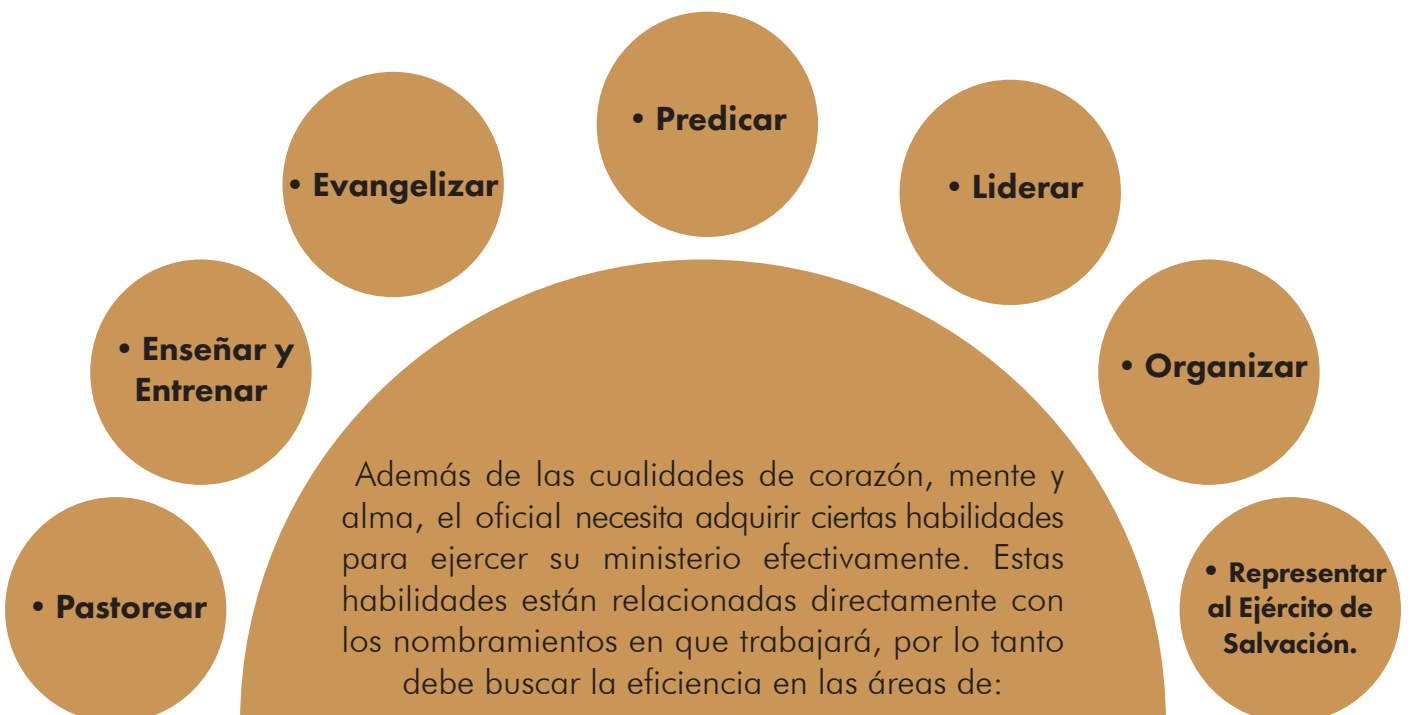 • Predicar
• Evangelizar
• Liderar
• Enseñar y
Entrenar
• Organizar
• Pastorear
• Representar
al Ejército de
Salvación.
Además de las cualidades de corazón, mente y
alma, el oficial necesita adquirir ciertas habilidades
para ejercer su ministerio efectivamente. Estas
habilidades están relacionadas directamente con
los nombramientos en que trabajará, por lo tanto
debe buscar la eficiencia en las áreas de: